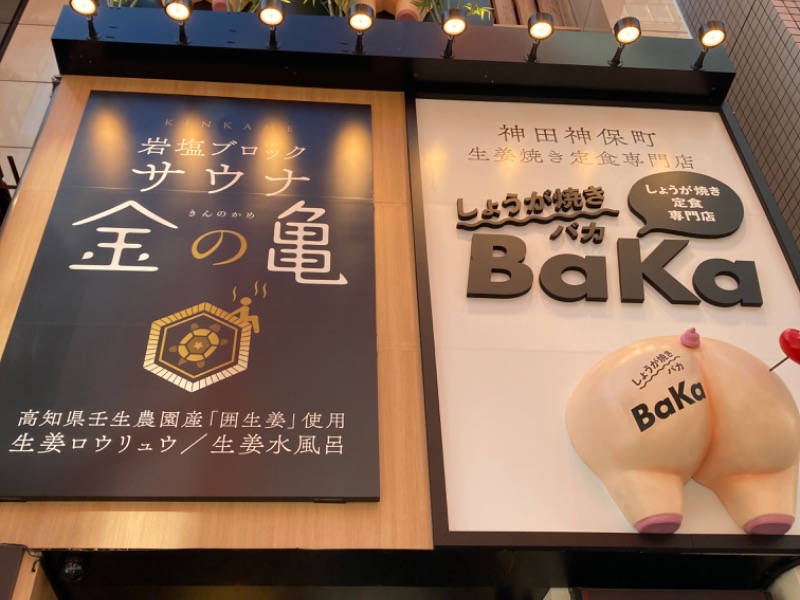 KINKAME
岩塩ブロック
サウナ
きんのかめ
金の亀
高知県壬生農園産「囲生姜」使用
生姜ロウリュウ／生姜水風呂
神田神保町
生姜焼き定食専門店
しょうが焼き
バカ
BaKa
しょうが焼き
定食
専門店
しょうが焼き
バカ
BaKa